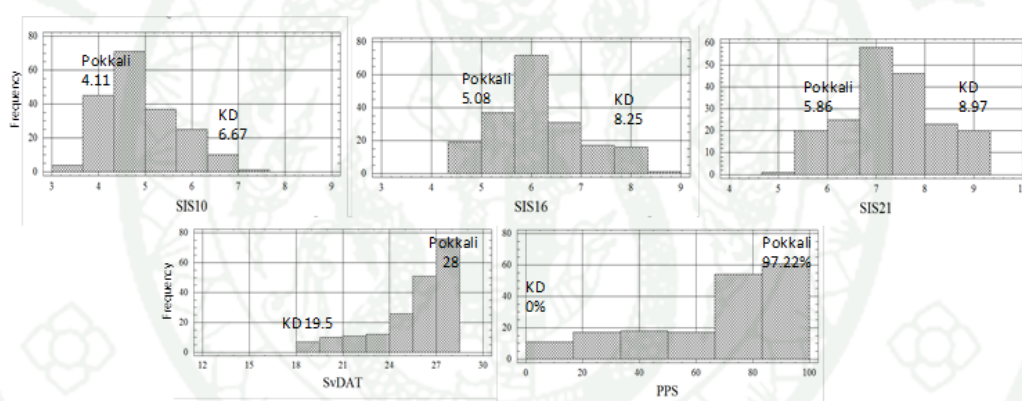 Frequency
80
60
40
20
0
Pokkali
4.11
KD
6.67
3 4 5 6 7 8 9
SIS10
80
60
40
20
0
Pokkali
5.08
KD
8.25
3 4 5 6 7 8 9
SIS16
60
50
40
30
20
10
0
Pokkali
5.86
KD
8.97
4 5 6 7 8 9
SIS21
Frequency
80
60
40
20
0
Pokkali
28
KD 19.5
12 15 18 21 24 27 30
SvDAT
80
60
40
20
0
Pokkali
97.22%
KD
0%
0 20 40 60 80 100
PPS